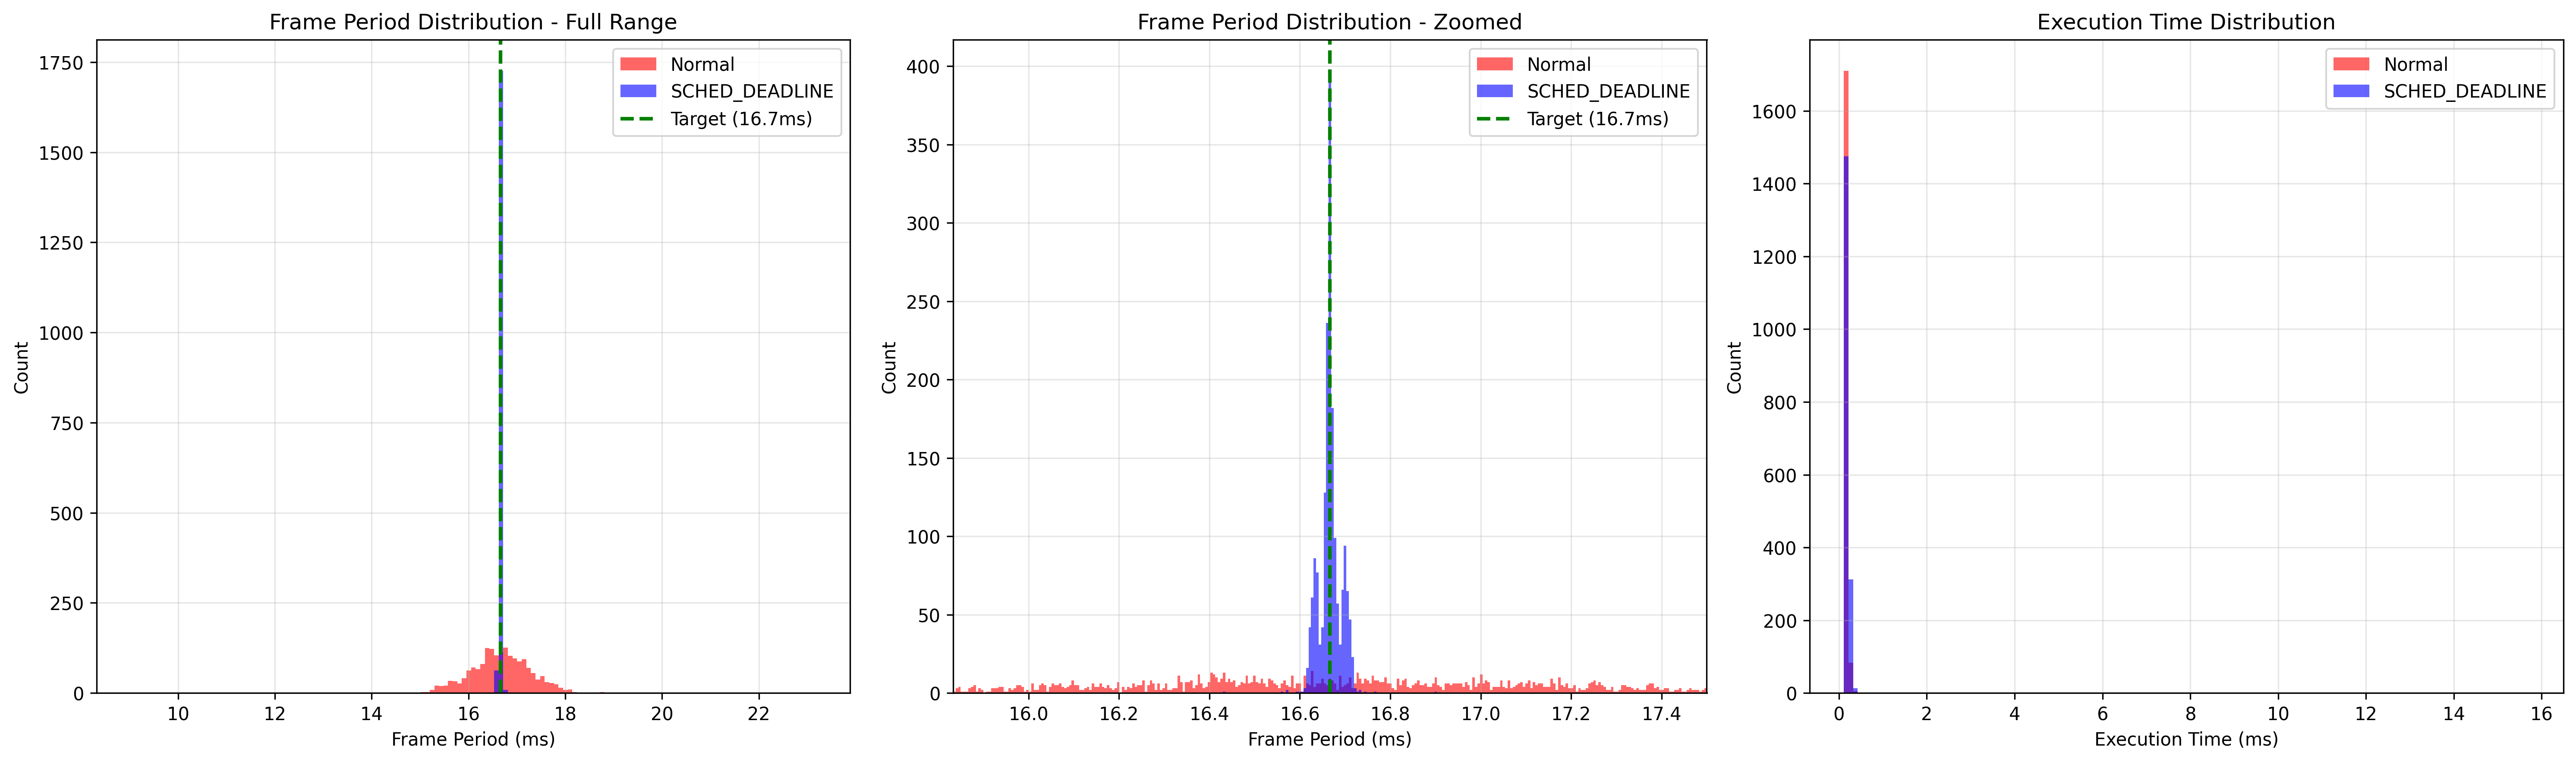 Frame Period Distribution - Full Range
1750
1500
1250
1000
750
500
250
0
Count
10 12 14 16 18 20 22
Frame Period (ms)
Normal
SCHED_DEADLINE
Target (16.7ms)
Frame Period Distribution - Zoomed
400
350
300
250
200
150
100
50
0
Count
16.0 16.2 16.4 16.6 16.8 17.0 17.2 17.4
Frame Period (ms)
Normal
SCHED_DEADLINE
Target (16.7ms)
Execution Time Distribution
1600
1400
1200
1000
800
600
400
200
0
Count
0 2 4 6 8 10 12 14 16
Execution Time (ms)
Normal
SCHED_DEADLINE